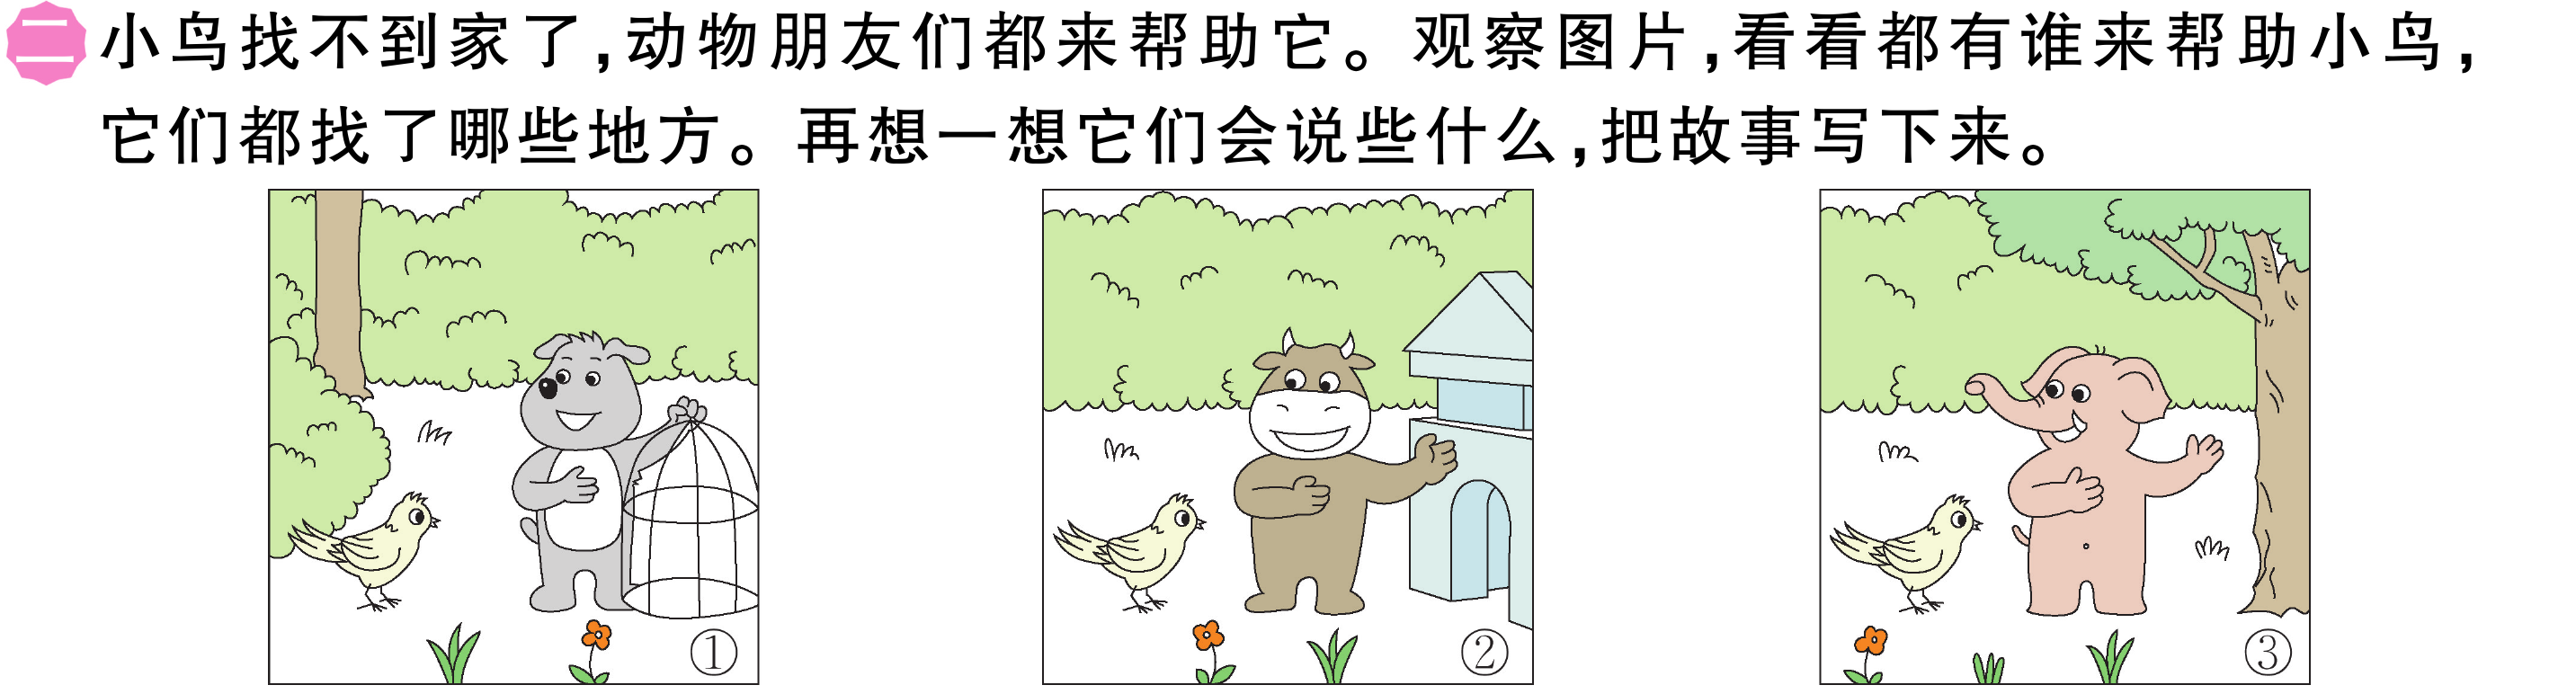 二 小鸟找不到家了,动物朋友们都来帮助它。观察图片,看看都有谁来帮助小鸟,
它们都找了哪些地方。再想一想它们会说些什么,把故事写下来。
① ② ③